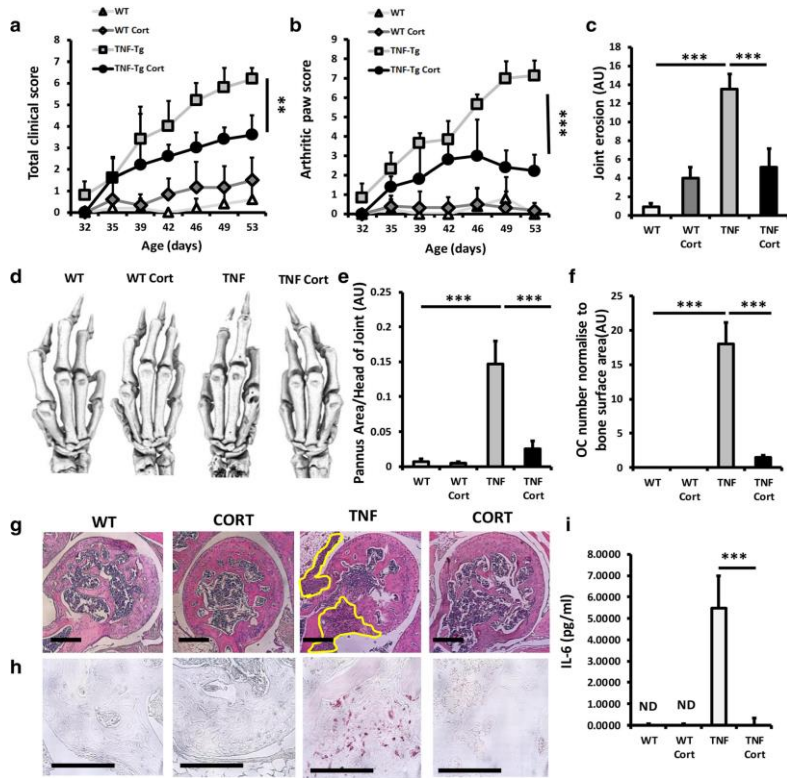 a
WT
WT Cort
TNF-Tg
TNF-Tg Cort
Total clinical score
8
7
6
5
4
3
2
1
0
**
32 35 39 42 46 49 53
Age (days)
b
WT
WT Cort
TNF-Tg
TNF-Tg Cort
Arthritic paw score
9
8
7
6
5
4
3
2
1
0
***
32 35 39 42 46 49 53
Age (days)
c
Joint erosion (AU)
18
16
14
12
10
8
6
4
2
0
*** ***
WT WT TNF TNF
Cort Cort
d
WT WT Cort TNF TNF Cort
e
Pannus Area/Head of Joint (AU)
0.25
0.2
0.15
0.1
0.05
0
*** ***
WT WT TNF TNF
Cort Cort
f
OC number normalise to
bone surface area(AU)
25
20
15
10
5
0
*** ***
WT WT TNF TNF
Cort Cort
g
WT CORT TNF CORT
h
i
IL-6 (pg/ml)
8.0000
7.0000
6.0000
5.0000
4.0000
3.0000
2.0000
1.0000
0.0000
***
ND ND
WT WT TNF TNF
Cort Cort